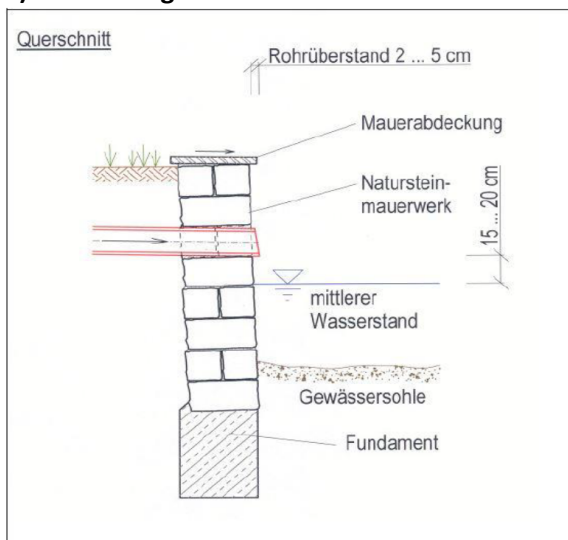 Querschnitt
Rohrüberstand 2 ... 5 cm
Mauerabdeckung
Naturstein-
mauerwerk
15 ... 20 cm
mittlerer
Wasserstand
Gewässersohle
Fundament